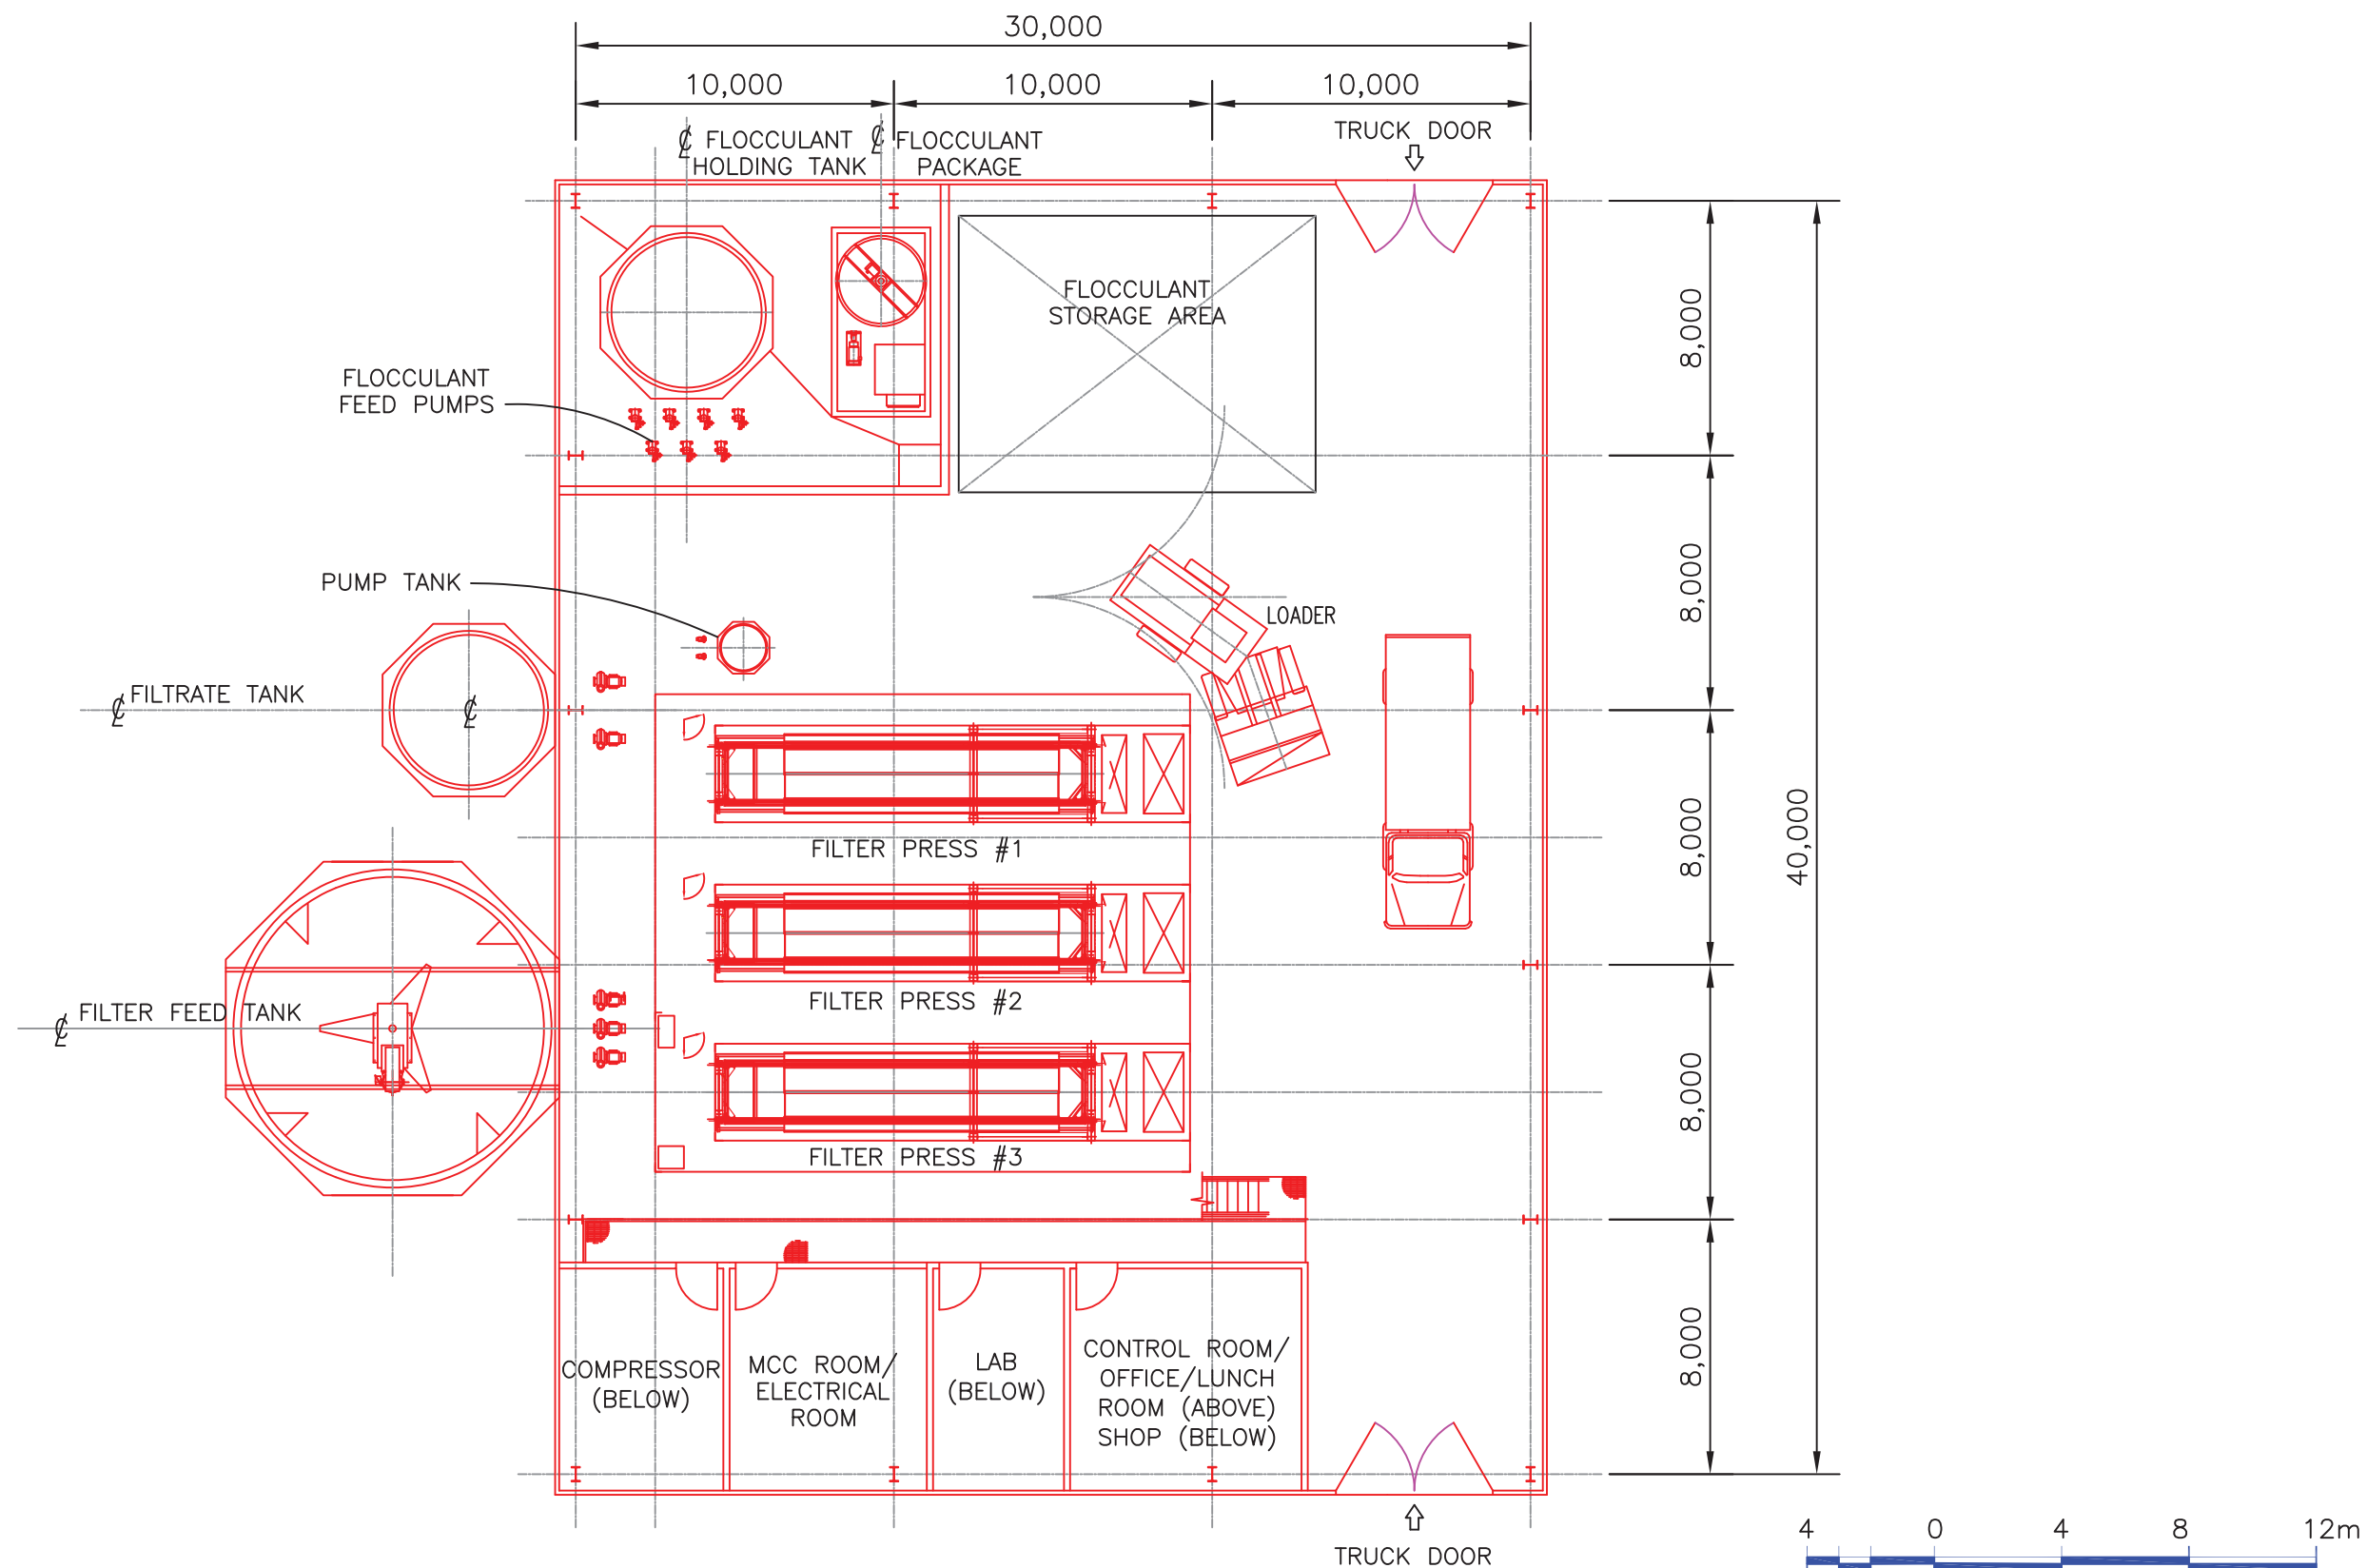 30,000
10,000 10,000 10,000
TRUCK DOOR
℄ FLOCCULANT
HOLDING TANK
℄ FLOCCULANT
PACKAGE
FLOCCULANT
STORAGE AREA
8,000
FLOCCULANT
FEED PUMPS
8,000
PUMP TANK
LOADER
℄ FILTRATE TANK
℄
8,000
40,000
FILTER PRESS #1
FILTER PRESS #2
℄ FILTER FEED TANK
8,000
FILTER PRESS #3
8,000
COMPRESSOR
(BELOW)
MCC ROOM/
ELECTRICAL
ROOM
LAB
(BELOW)
CONTROL ROOM/
OFFICE/LUNCH
ROOM (ABOVE)
SHOP (BELOW)
TRUCK DOOR
4 0 4 8 12m